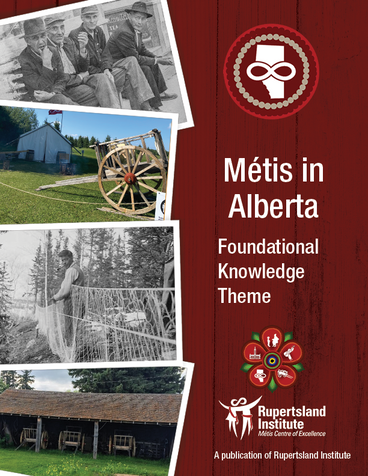 Métis in
Alberta
Foundational
Knowledge
Theme
Rupertsland
Institute
Métis Centre of Excellence
A publication of Rupertsland Institute